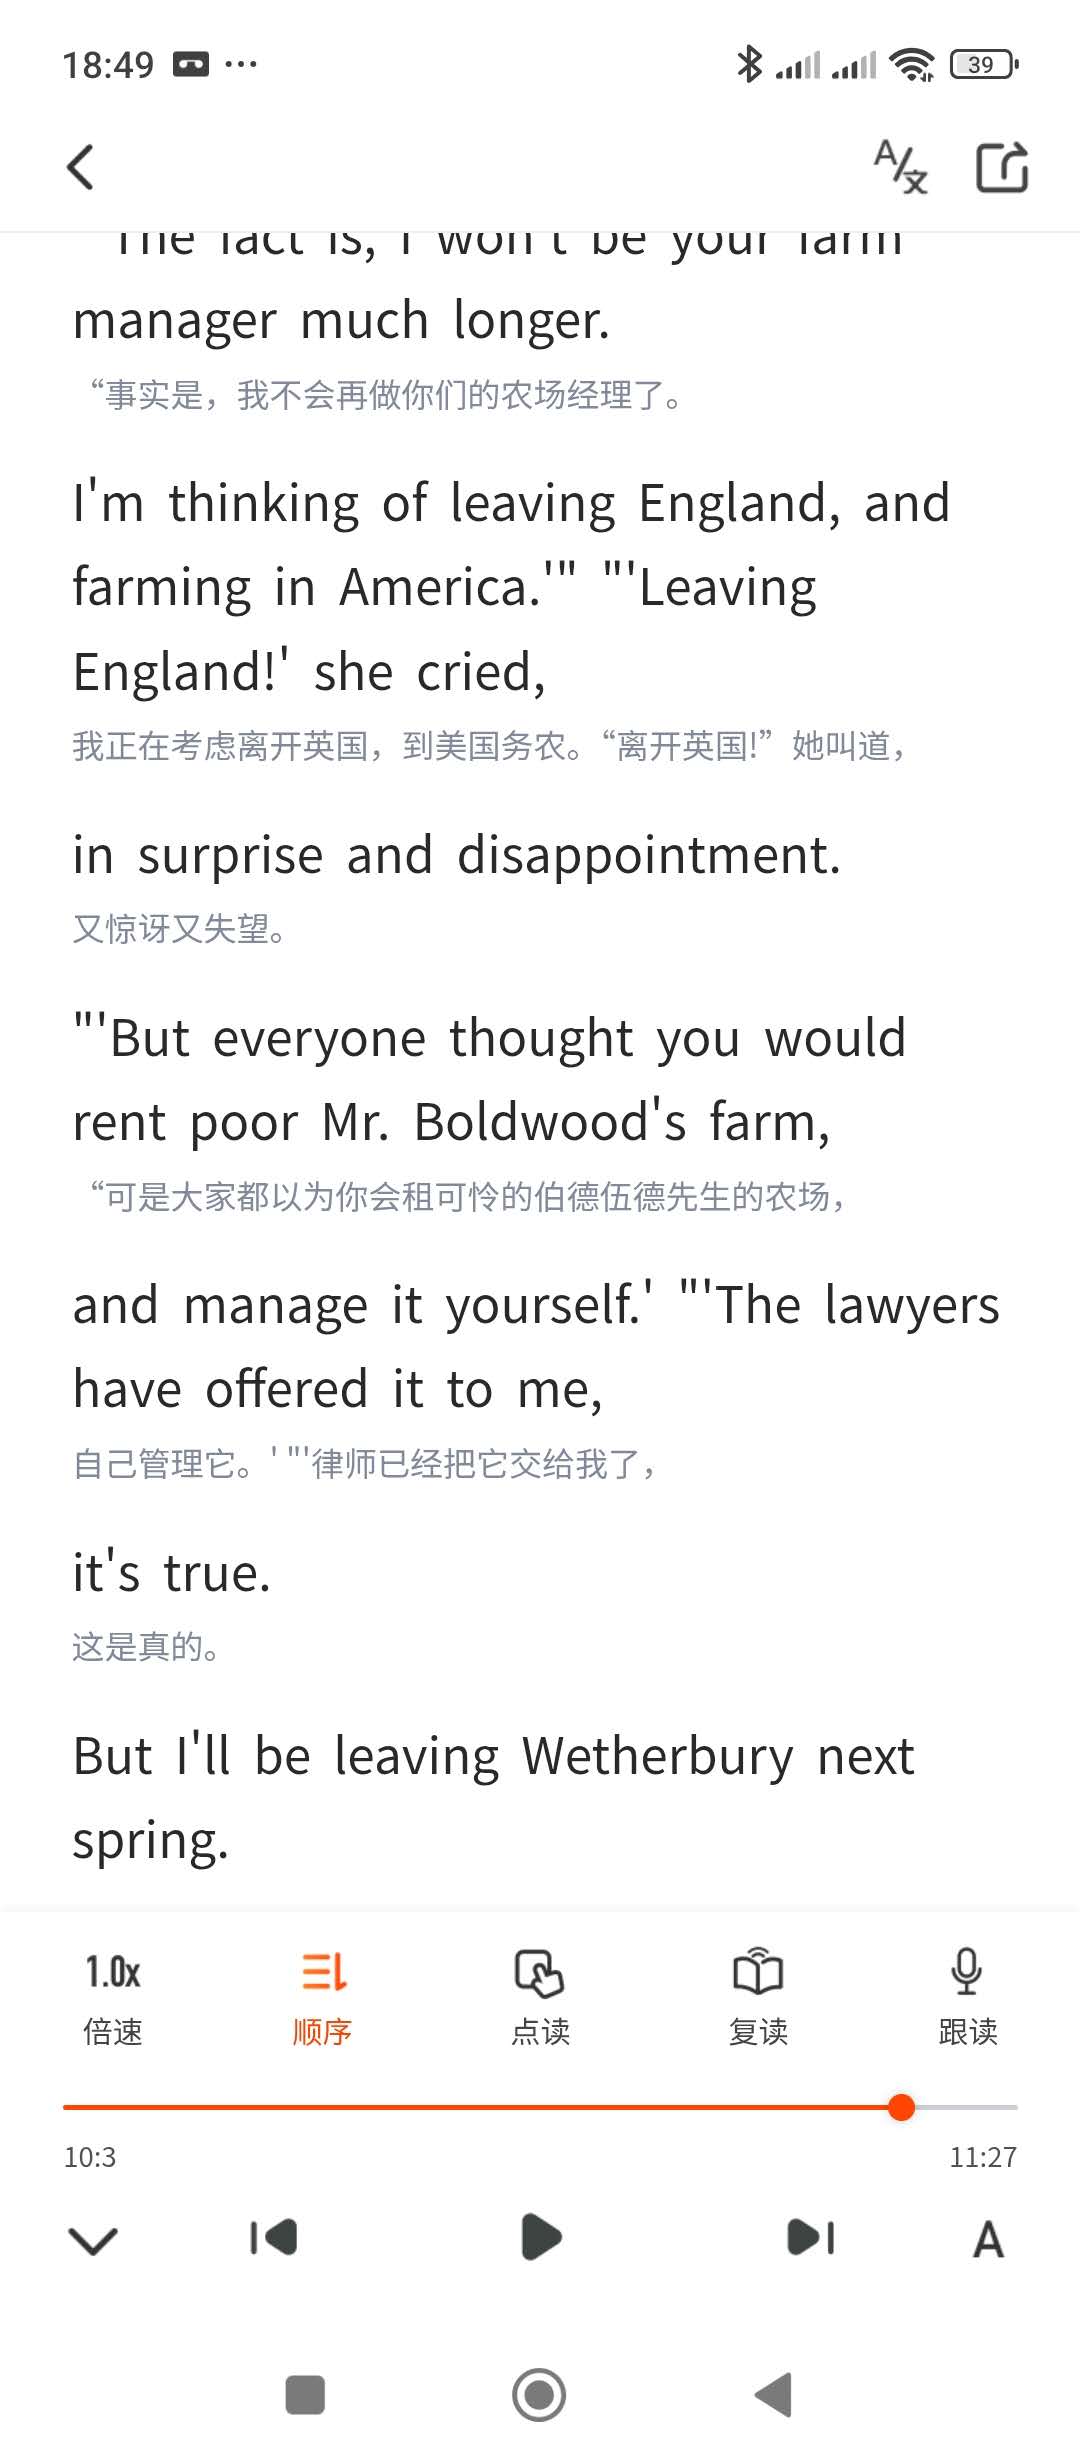 18:49
39
A/文
The fact is, I won't be your farm
manager much longer.
“事实是，我不会再做你们的农场经理了。
I'm thinking of leaving England, and
farming in America.'" "'Leaving
England!' she cried,
我正在考虑离开英国，到美国务农。“离开英国!”她叫道，
in surprise and disappointment.
又惊讶又失望。
"'But everyone thought you would
rent poor Mr. Boldwood's farm,
“可是大家都以为你会租可怜的伯德伍德先生的农场，
and manage it yourself.' "'The lawyers
have offered it to me,
自己管理它。' "'律师已经把它交给我了，
it's true.
这是真的。
But I'll be leaving Wetherbury next
spring.
1.0x
倍速 顺序 点读 复读 跟读
10:3 11:27
A